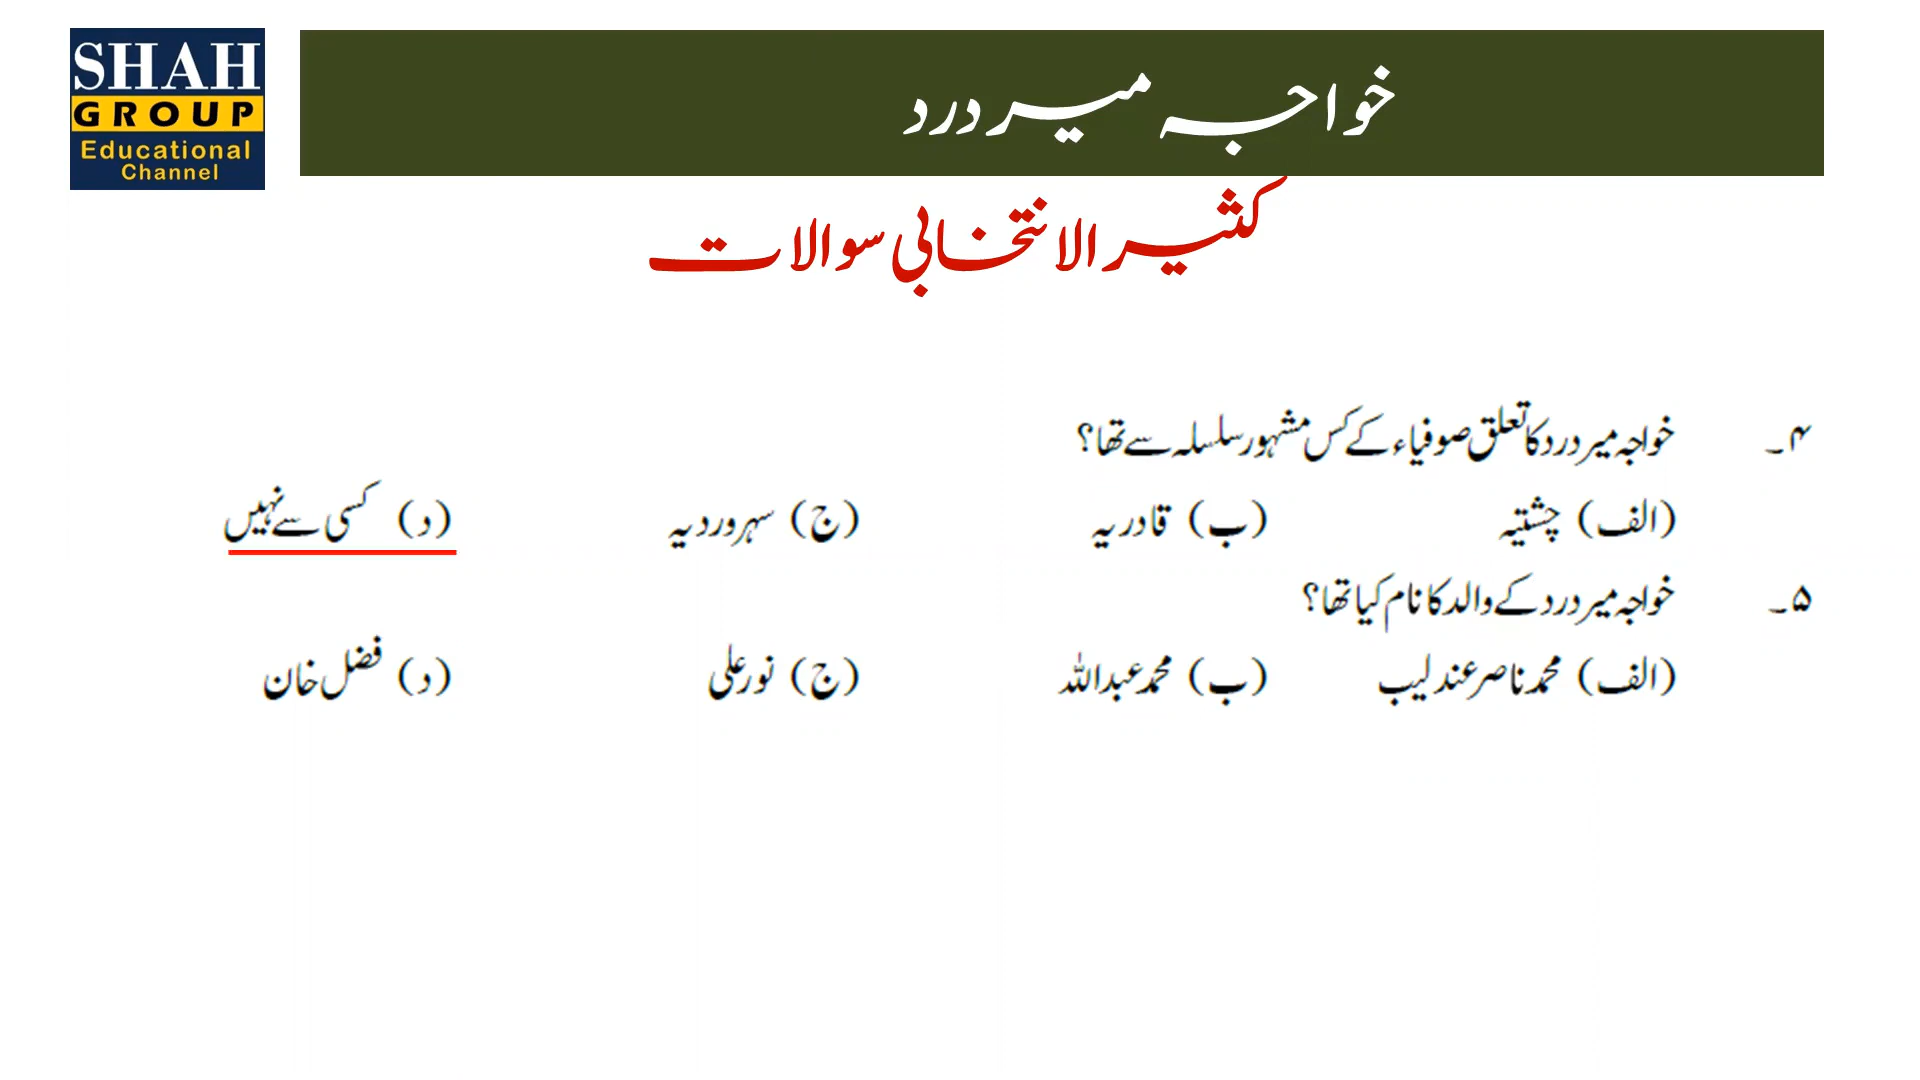 SHAH
GROUP
Educational
Channel
خواجہ میر درد
کثیر الانتخابی سوالات
۴۔ خواجہ میر درد کا تعلق صوفیاء کے کس مشہور سلسلہ سے تھا؟
(الف) چشتیہ (ب) قادریہ (ج) سہروردیہ (د) کسی سے نہیں
۵۔ خواجہ میر درد کے والد کا نام کیا تھا؟
(الف) محمد ناصر عندلیب (ب) محمد عبداللہ (ج) نور علی (د) فضل خان